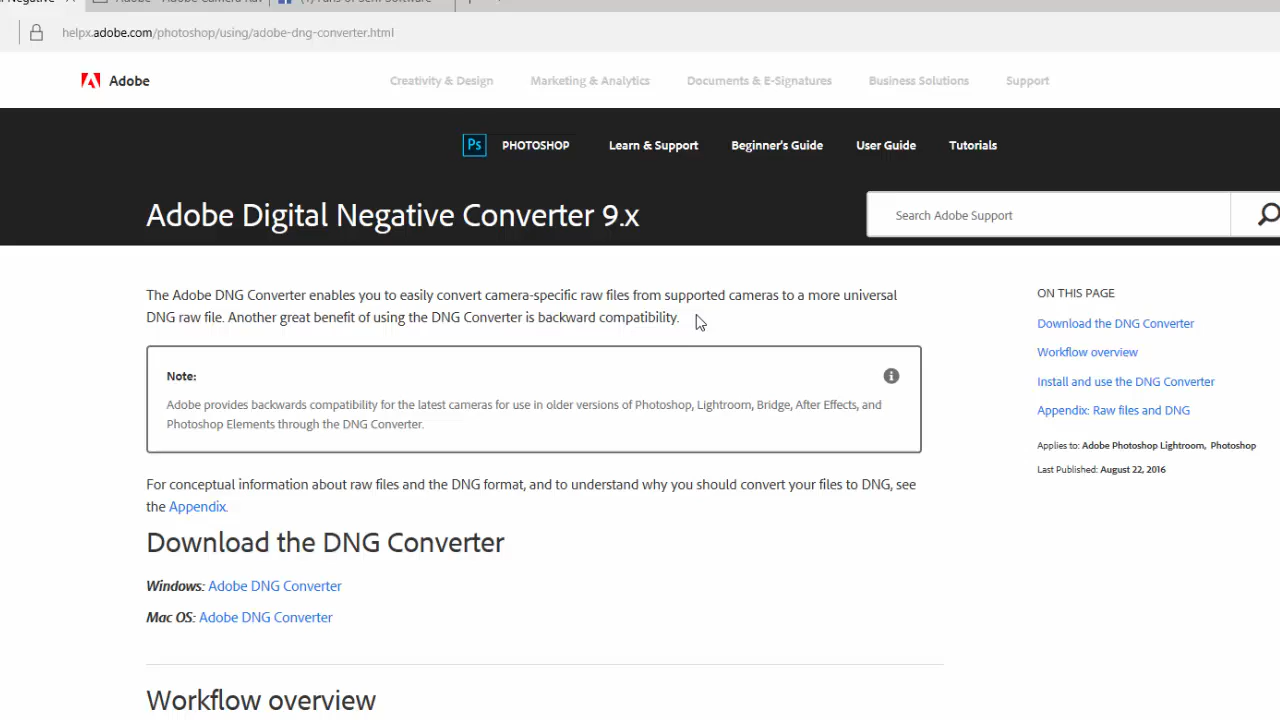 helpx.adobe.com/photoshop/using/adobe-dng-converter.html
Adobe
Creativity & Design
Marketing & Analytics
Documents & E-Signatures
Business Solutions
Support
Ps
PHOTOSHOP
Learn & Support
Beginner's Guide
User Guide
Tutorials
Adobe Digital Negative Converter 9.x
Search Adobe Support
The Adobe DNG Converter enables you to easily convert camera-specific raw files from supported cameras to a more universal
DNG raw file. Another great benefit of using the DNG Converter is backward compatibility.
Note:
Adobe provides backwards compatibility for the latest cameras for use in older versions of Photoshop, Lightroom, Bridge, After Effects, and
Photoshop Elements through the DNG Converter.
For conceptual information about raw files and the DNG format, and to understand why you should convert your files to DNG, see
the Appendix.
Download the DNG Converter
Windows: Adobe DNG Converter
Mac OS: Adobe DNG Converter
Workflow overview
ON THIS PAGE
Download the DNG Converter
Workflow overview
Install and use the DNG Converter
Appendix: Raw files and DNG
Applies to: Adobe Photoshop Lightroom, Photoshop
Last Published: August 22, 2016